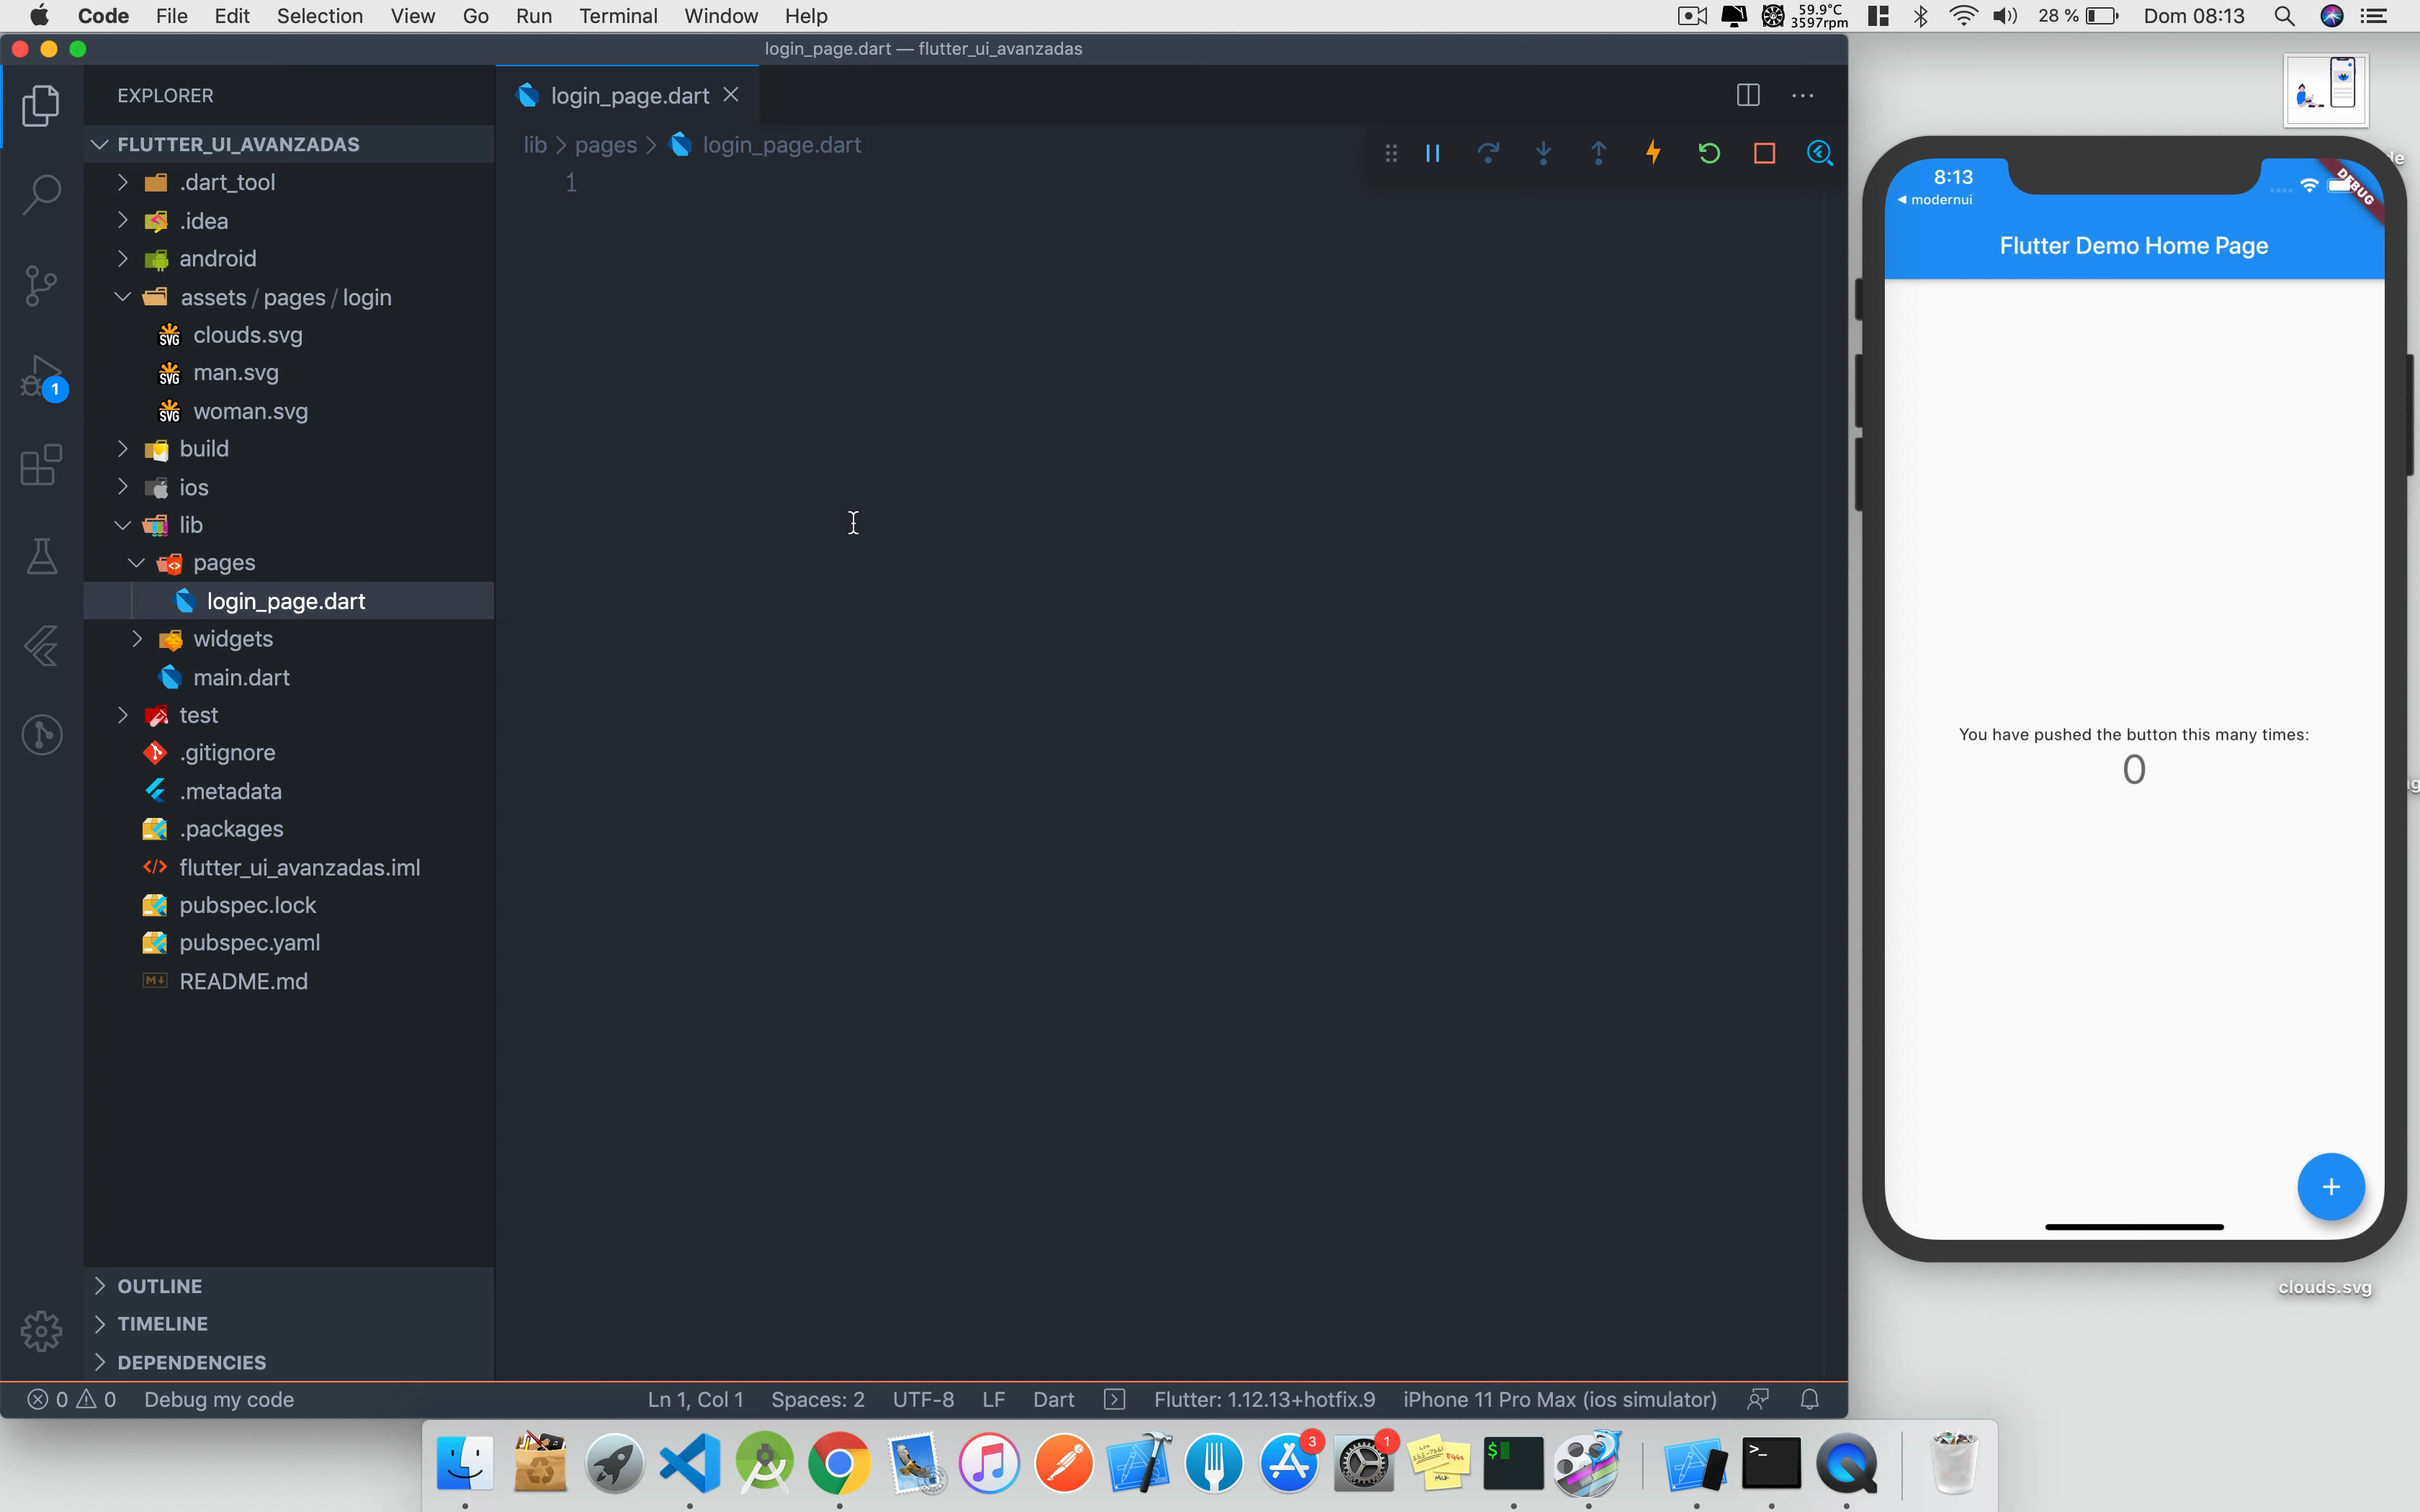 Code File Edit Selection View Go Run Terminal Window Help
59.9°C
3597rpm
28 %
Dom 08:13
login_page.dart — flutter_ui_avanzadas
EXPLORER
login_page.dart
FLUTTER_UI_AVANZADAS
lib > pages > login_page.dart
1
.dart_tool
.idea
android
assets / pages / login
clouds.svg
man.svg
woman.svg
build
ios
lib
pages
login_page.dart
widgets
main.dart
test
.gitignore
.metadata
.packages
flutter_ui_avanzadas.iml
pubspec.lock
pubspec.yaml
README.md
1
OUTLINE
TIMELINE
DEPENDENCIES
0 0 Debug my code
Ln 1, Col 1 Spaces: 2 UTF-8 LF Dart Flutter: 1.12.13+hotfix.9 iPhone 11 Pro Max (ios simulator)
8:13
modernui
DEBUG
Flutter Demo Home Page
You have pushed the button this many times:
0
+
clouds.svg
3
1